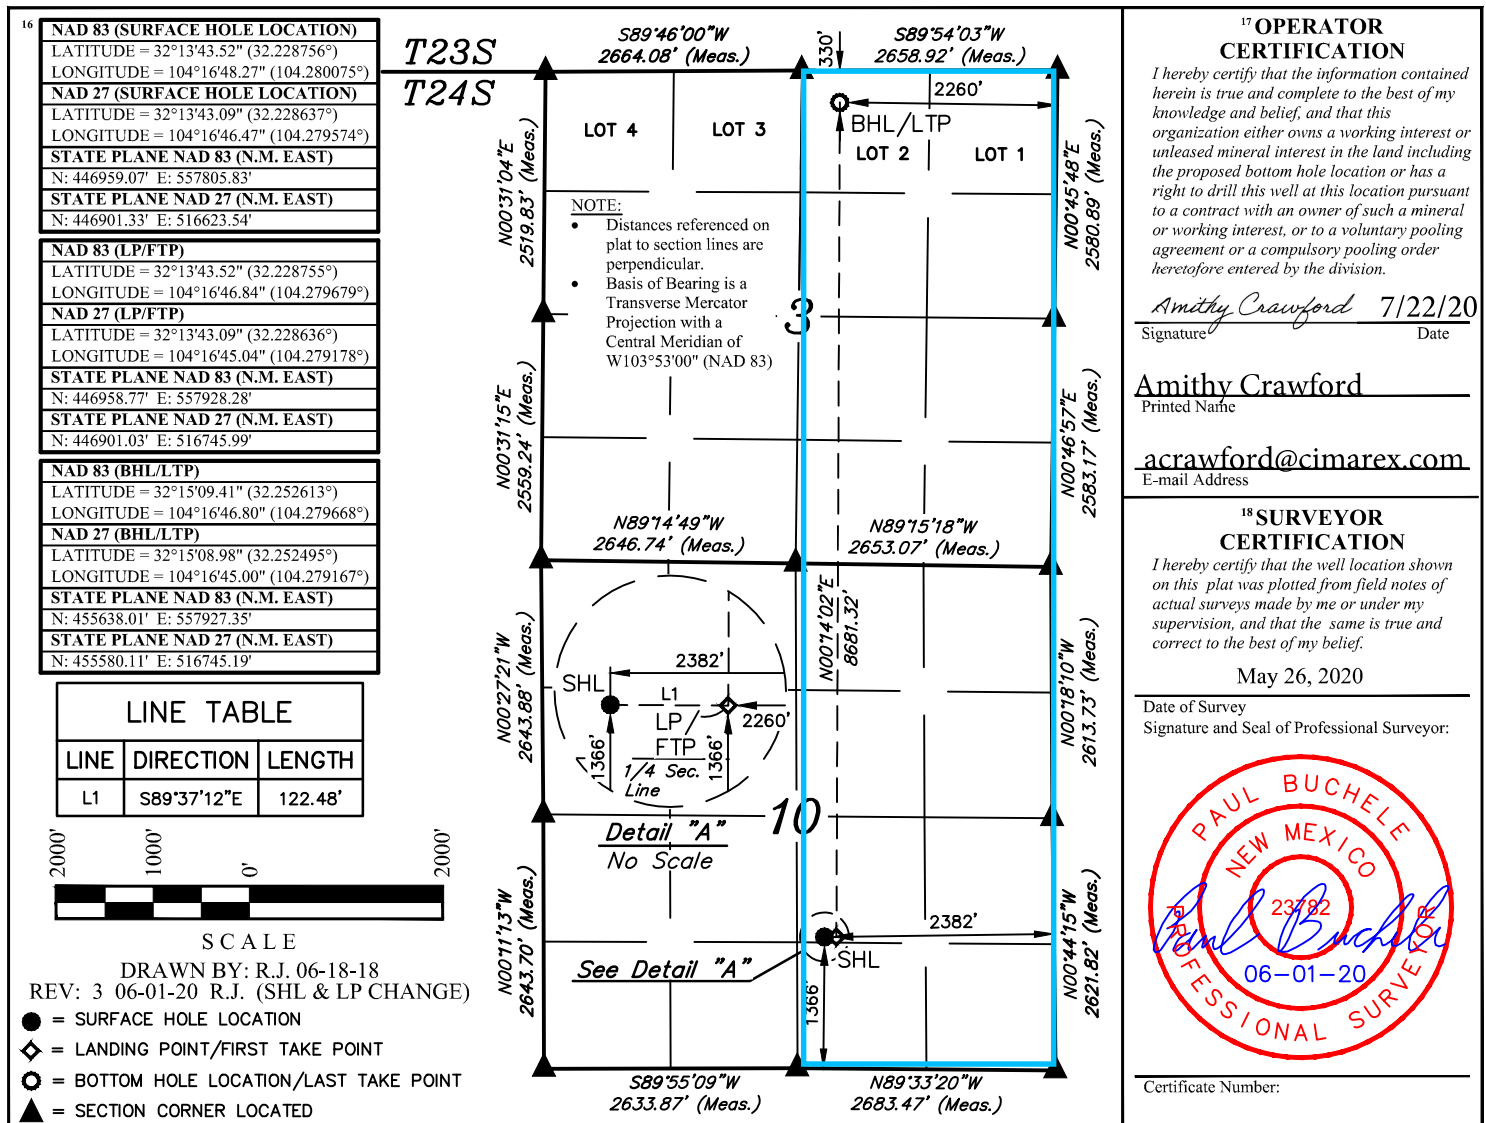 16
NAD 83 (SURFACE HOLE LOCATION)
LATITUDE = 32°13'43.52" (32.228756°)
LONGITUDE = 104°16'48.27" (104.280075°)
NAD 27 (SURFACE HOLE LOCATION)
LATITUDE = 32°13'43.09" (32.228637°)
LONGITUDE = 104°16'46.47" (104.279574°)
STATE PLANE NAD 83 (N.M. EAST)
N: 446959.07' E: 557805.83'
STATE PLANE NAD 27 (N.M. EAST)
N: 446901.33' E: 516623.54'
NAD 83 (LP/FTP)
LATITUDE = 32°13'43.52" (32.228755°)
LONGITUDE = 104°16'46.84" (104.279679°)
NAD 27 (LP/FTP)
LATITUDE = 32°13'43.09" (32.228636°)
LONGITUDE = 104°16'45.04" (104.279178°)
STATE PLANE NAD 83 (N.M. EAST)
N: 446958.77' E: 557928.28'
STATE PLANE NAD 27 (N.M. EAST)
N: 446901.03' E: 516745.99'
NAD 83 (BHL/LTP)
LATITUDE = 32°15'09.41" (32.252613°)
LONGITUDE = 104°16'46.80" (104.279668°)
NAD 27 (BHL/LTP)
LATITUDE = 32°15'08.98" (32.252495°)
LONGITUDE = 104°16'45.00" (104.279167°)
STATE PLANE NAD 83 (N.M. EAST)
N: 455638.01' E: 557927.35'
STATE PLANE NAD 27 (N.M. EAST)
N: 455580.11' E: 516745.19'
LINE TABLE
LINE DIRECTION LENGTH
L1 S89°37'12"E 122.48'
2000' 1000' 0' 2000'
SCALE
DRAWN BY: R.J. 06-18-18
REV: 3 06-01-20 R.J. (SHL & LP CHANGE)
= SURFACE HOLE LOCATION
= LANDING POINT/FIRST TAKE POINT
= BOTTOM HOLE LOCATION/LAST TAKE POINT
= SECTION CORNER LOCATED
T23S
T24S
S89°46'00"W
2664.08' (Meas.)
330'
S89°54'03"W
2658.92' (Meas.)
2260'
BHL/LTP
LOT 4
LOT 3
LOT 2
LOT 1
N00°31'04"E
2519.83' (Meas.)
N00°45'48"E
2580.89' (Meas.)
NOTE:
• Distances referenced on
plat to section lines are
perpendicular.
• Basis of Bearing is a
Transverse Mercator
Projection with a
Central Meridian of
W103°53'00" (NAD 83)
3
N00°31'15"E
2559.24' (Meas.)
N00°46'57"E
2583.17' (Meas.)
N89°14'49"W
2646.74' (Meas.)
N89°15'18"W
2653.07' (Meas.)
N00°14'02"E
8681.32'
N00°27'21"W
2643.88' (Meas.)
N00°18'10"W
2613.73' (Meas.)
2382'
SHL
L1
LP/
FTP
2260'
1366'
1366'
1/4 Sec.
Line
Detail "A"
No Scale
10
2382'
SHL
See Detail "A"
1366'
N00°11'13"W
2643.70' (Meas.)
N00°44'15"W
2621.82' (Meas.)
S89°55'09"W
2633.87' (Meas.)
N89°33'20"W
2683.47' (Meas.)
17 OPERATOR
CERTIFICATION
I hereby certify that the information contained
herein is true and complete to the best of my
knowledge and belief, and that this
organization either owns a working interest or
unleased mineral interest in the land including
the proposed bottom hole location or has a
right to drill this well at this location pursuant
to a contract with an owner of such a mineral
or working interest, or to a voluntary pooling
agreement or a compulsory pooling order
heretofore entered by the division.
Amithy Crawford 7/22/20
Signature Date
Amithy Crawford
Printed Name
acrawford@cimarex.com
E-mail Address
18 SURVEYOR
CERTIFICATION
I hereby certify that the well location shown
on this plat was plotted from field notes of
actual surveys made by me or under my
supervision, and that the same is true and
correct to the best of my belief.
May 26, 2020
Date of Survey
Signature and Seal of Professional Surveyor:
PAUL BUCHELE
NEW MEXICO
23782
Paul Buchele
06-01-20
PROFESSIONAL SURVEYOR
Certificate Number: